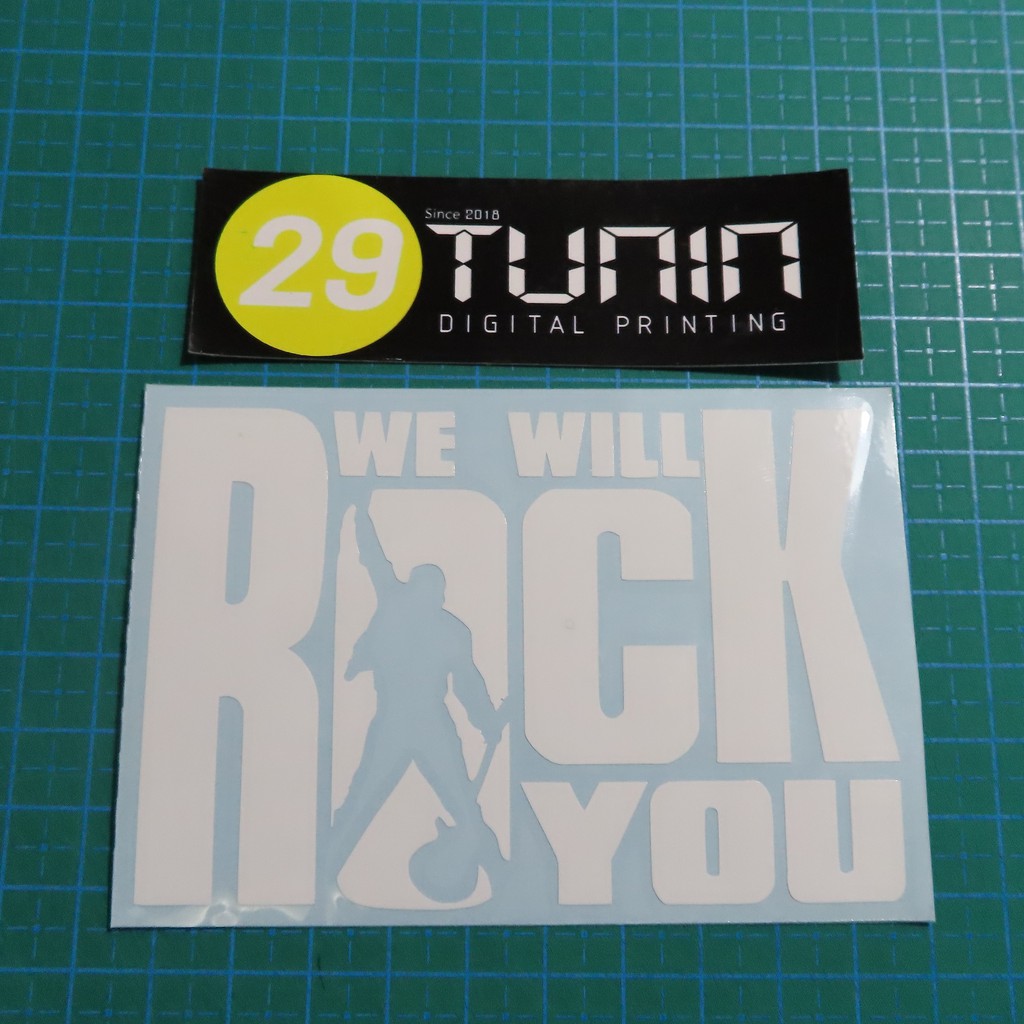 29
Since 2018
TUNIN
DIGITAL PRINTING
WE WILL
ROCK
YOU